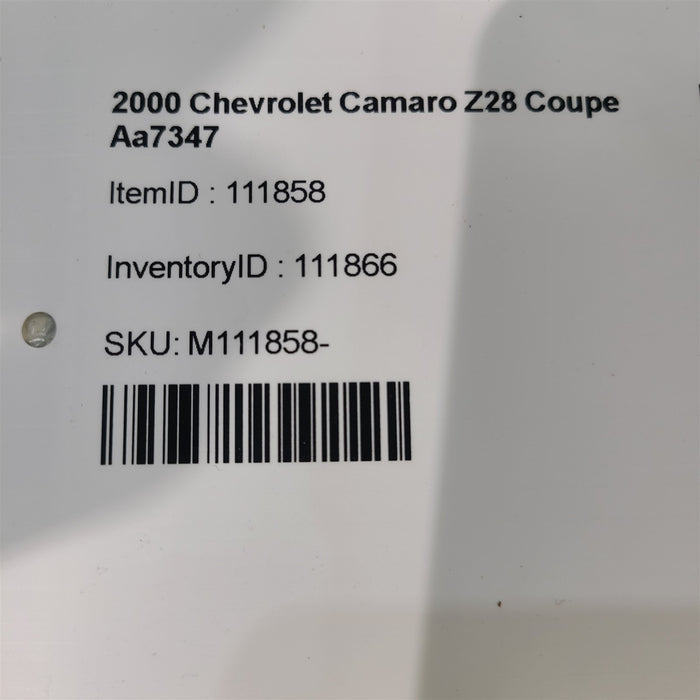 2000 Chevrolet Camaro Z28 Coupe
Aa7347
ItemID : 111858
InventoryID : 111866
SKU: M111858-